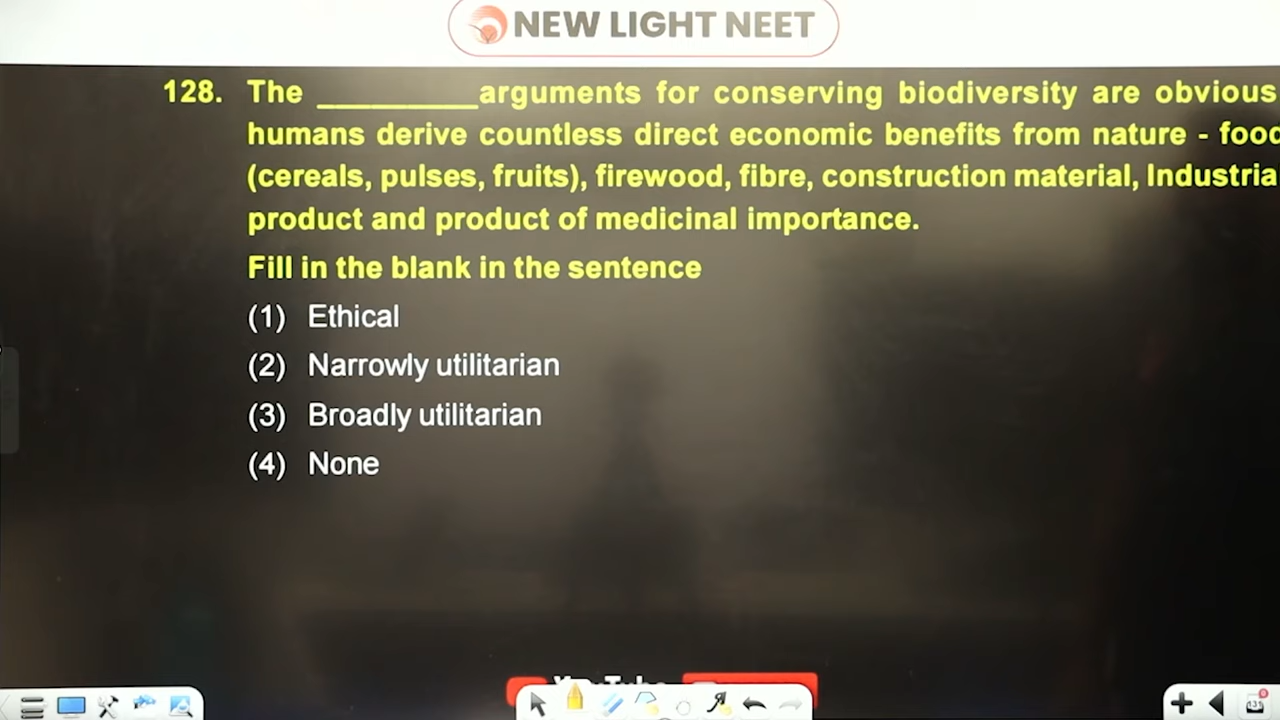 NEW LIGHT NEET
128. The __________arguments for conserving biodiversity are obvious
humans derive countless direct economic benefits from nature - food
(cereals, pulses, fruits), firewood, fibre, construction material, Industria
product and product of medicinal importance.
Fill in the blank in the sentence
(1) Ethical
(2) Narrowly utilitarian
(3) Broadly utilitarian
(4) None